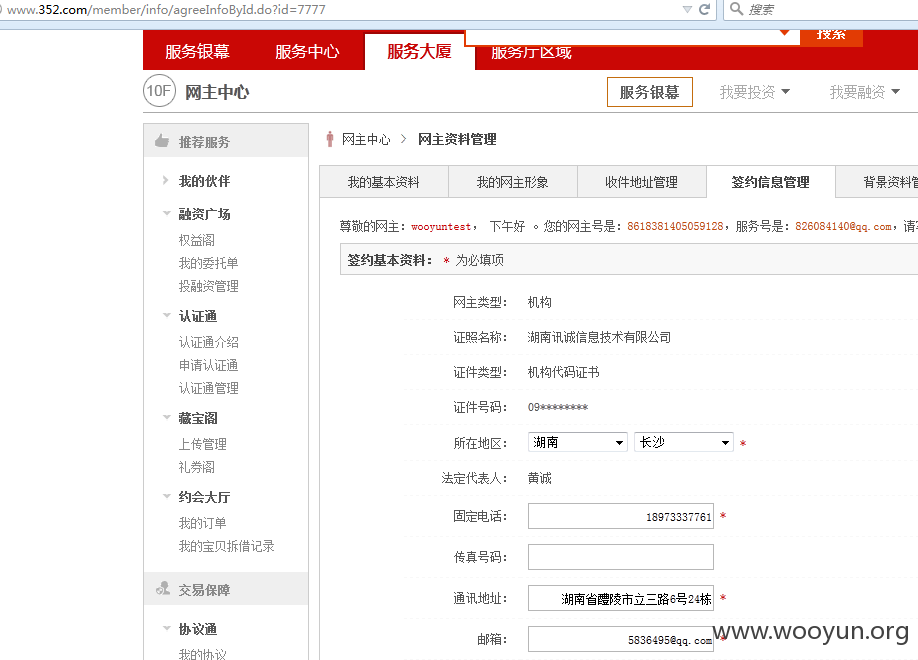 www.352.com/member/info/agreeInfoById.do?id=7777
搜索
服务银幕 服务中心 服务大厦 服务厅区域 搜索
10F 网主中心 服务银幕 我要投资 我要融资
推荐服务
我的伙伴
融资广场
权益阁
我的委托单
投融资管理
认证通
认证通介绍
申请认证通
认证通管理
藏宝阁
上传管理
礼券阁
约会大厅
我的订单
我的宝贝拆借记录
交易保障
协议通
我的协议
网主中心 > 网主资料管理
我的基本资料 我的网主形象 收件地址管理 签约信息管理 背景资料管
尊敬的网主: wooyuntest, 下午好 。您的网主号是: 8618381405059128, 服务号是: 826084140@qq.com, 请
签约基本资料: * 为必填项
网主类型: 机构
证照名称: 湖南讯诚信息技术有限公司
证件类型: 机构代码证书
证件号码: 09********
所在地区: 湖南 长沙 *
法定代表人: 黄诚
固定电话: 18973337761 *
传真号码:
通讯地址: 湖南省醴陵市立三路6号24栋 *
邮箱: 5836495@qq.com *
www.wooyun.org